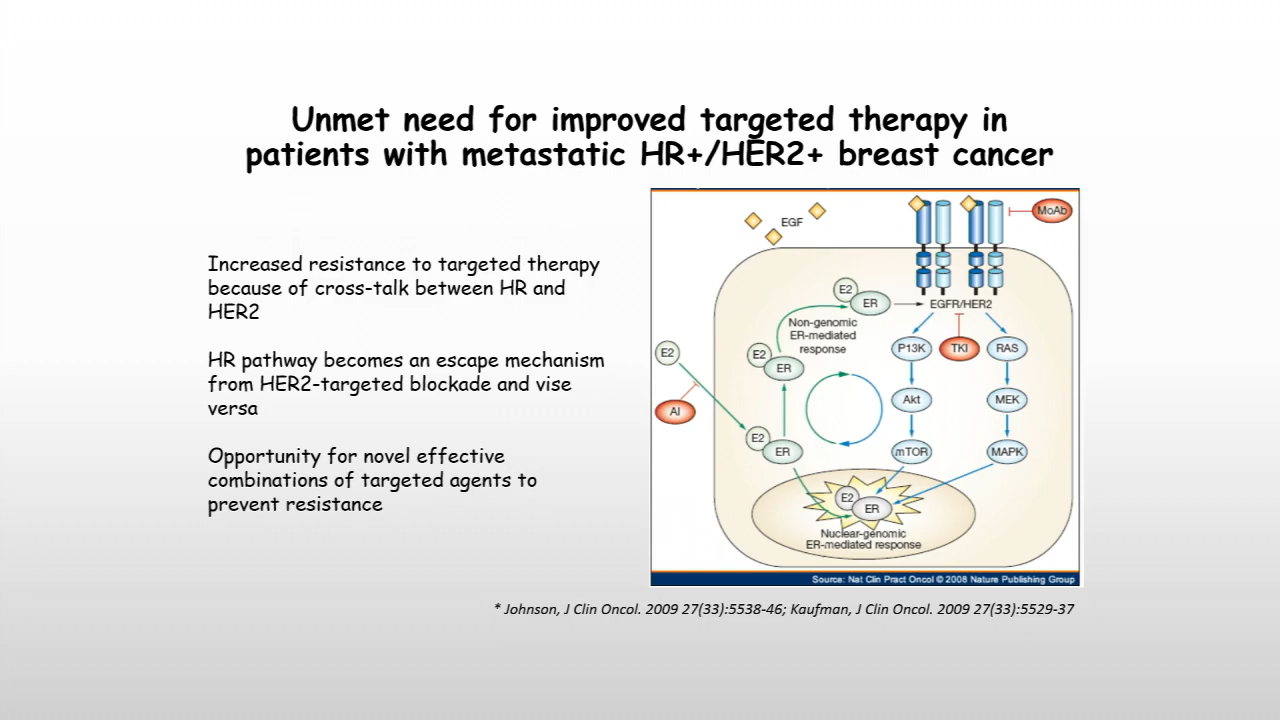 Unmet need for improved targeted therapy in
patients with metastatic HR+/HER2+ breast cancer
Increased resistance to targeted therapy
because of cross-talk between HR and
HER2
HR pathway becomes an escape mechanism
from HER2-targeted blockade and vise
versa
Opportunity for novel effective
combinations of targeted agents to
prevent resistance
EGF
MoAb
E2
ER
EGFR/HER2
Non-genomic
ER-mediated
response
E2
ER
P13K
TKI
RAS
E2
AI
Akt
MEK
E2
ER
mTOR
MAPK
E2
ER
Nuclear-genomic
ER-mediated response
Source: Nat Clin Pract Oncol © 2008 Nature Publishing Group
* Johnson, J Clin Oncol. 2009 27(33):5538-46; Kaufman, J Clin Oncol. 2009 27(33):5529-37